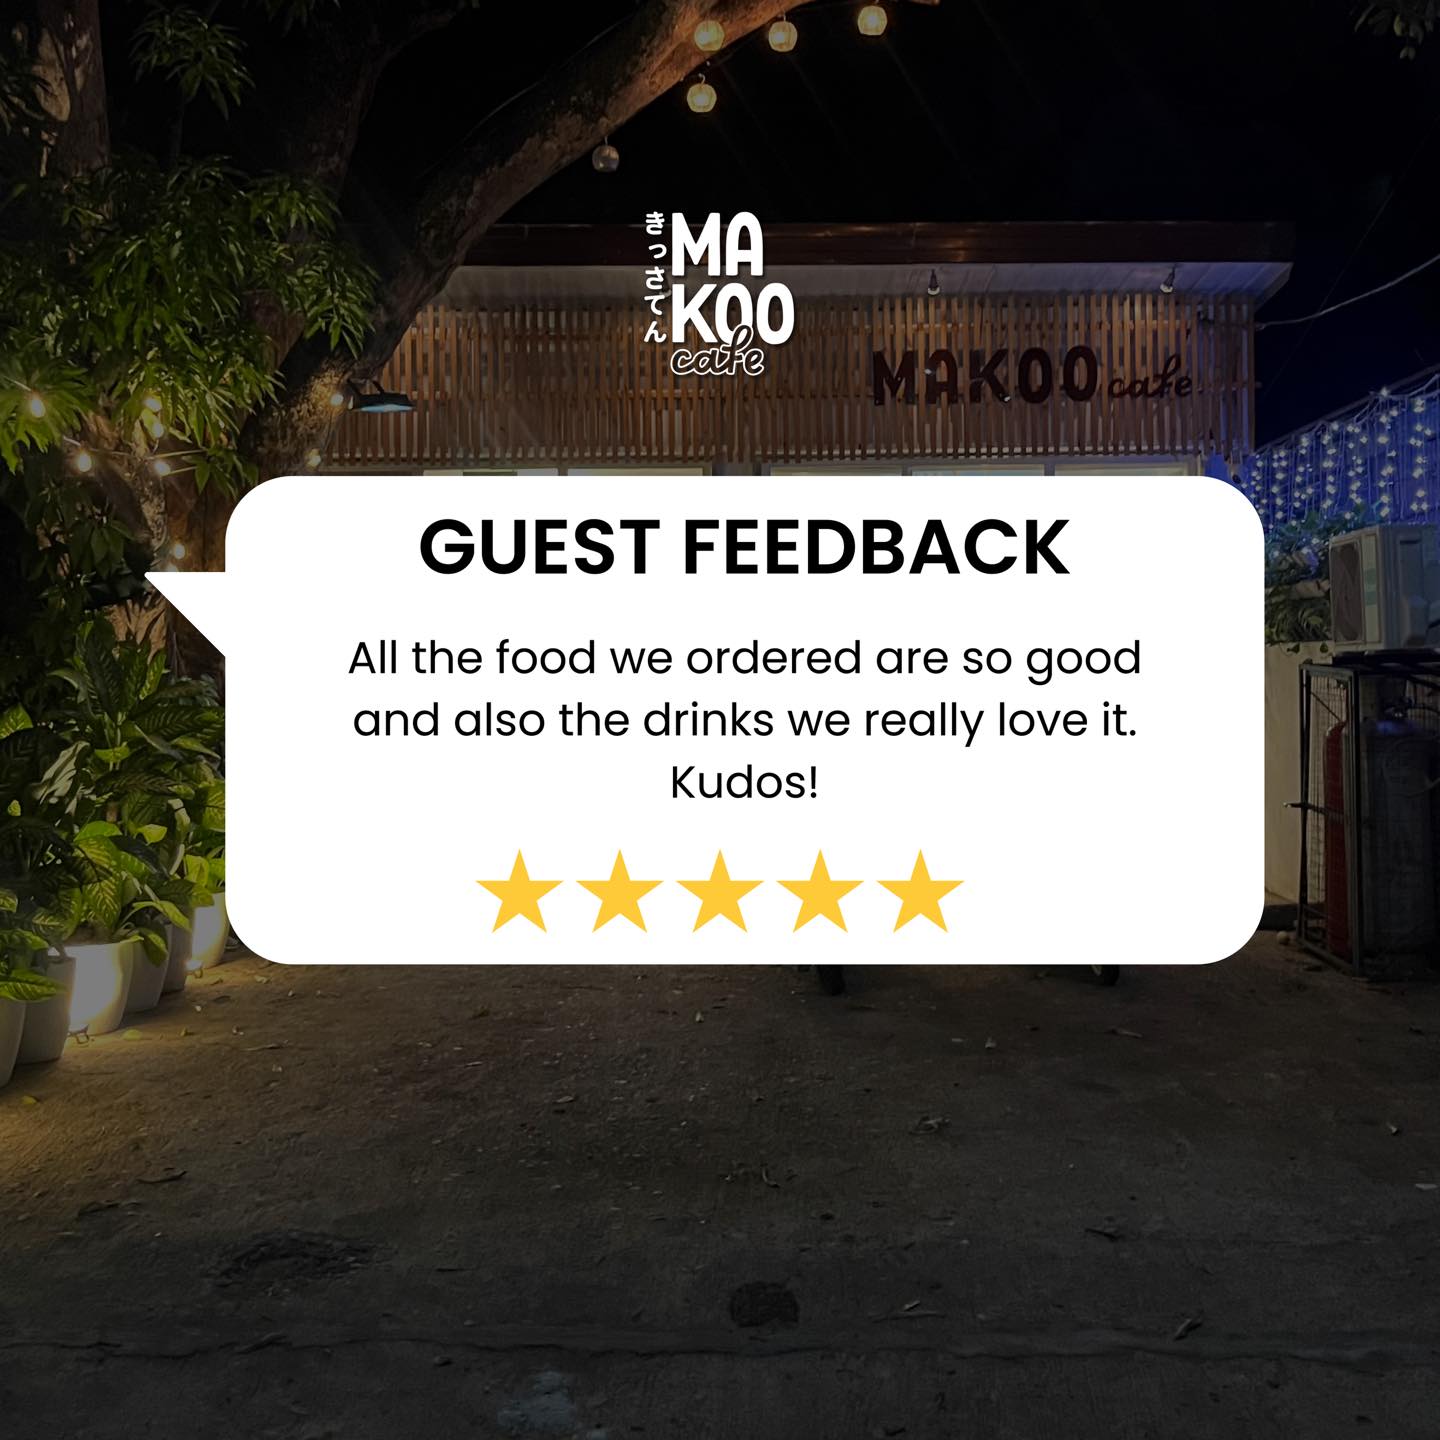 きっさてん
MA
KOO
cafe
MAKOO cafe
GUEST FEEDBACK
All the food we ordered are so good
and also the drinks we really love it.
Kudos!